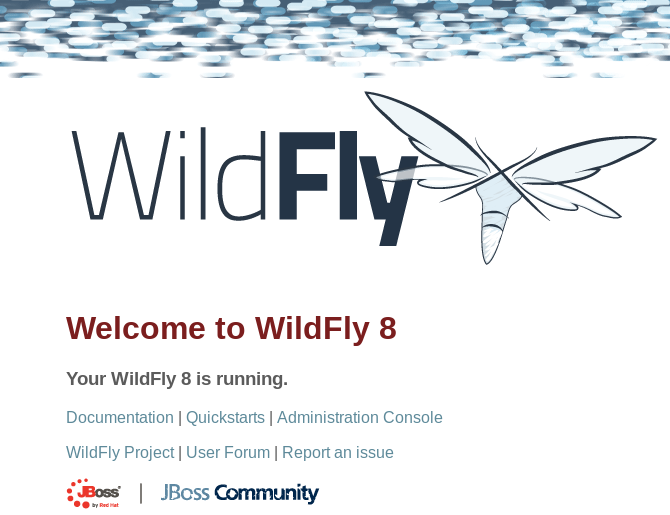 WildFly
Welcome to WildFly 8
Your WildFly 8 is running.
Documentation | Quickstarts | Administration Console
WildFly Project | User Forum | Report an issue
JBoss by Red Hat | JBoss Community